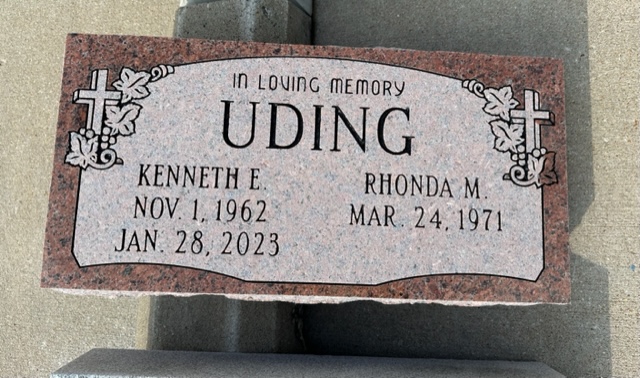 IN LOVING MEMORY
UDING
KENNETH E.
NOV. 1, 1962
JAN. 28, 2023
RHONDA M.
MAR. 24, 1971